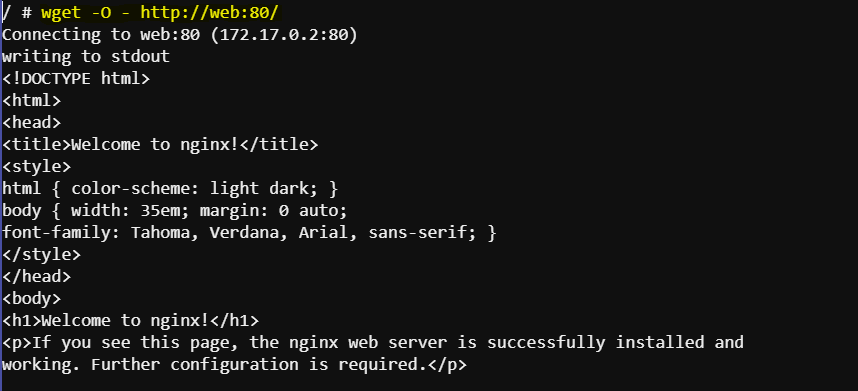 / # wget -O - http://web:80/
Connecting to web:80 (172.17.0.2:80)
writing to stdout
<!DOCTYPE html>
<html>
<head>
<title>Welcome to nginx!</title>
<style>
html { color-scheme: light dark; }
body { width: 35em; margin: 0 auto;
font-family: Tahoma, Verdana, Arial, sans-serif; }
</style>
</head>
<body>
<h1>Welcome to nginx!</h1>
<p>If you see this page, the nginx web server is successfully installed and
working. Further configuration is required.</p>